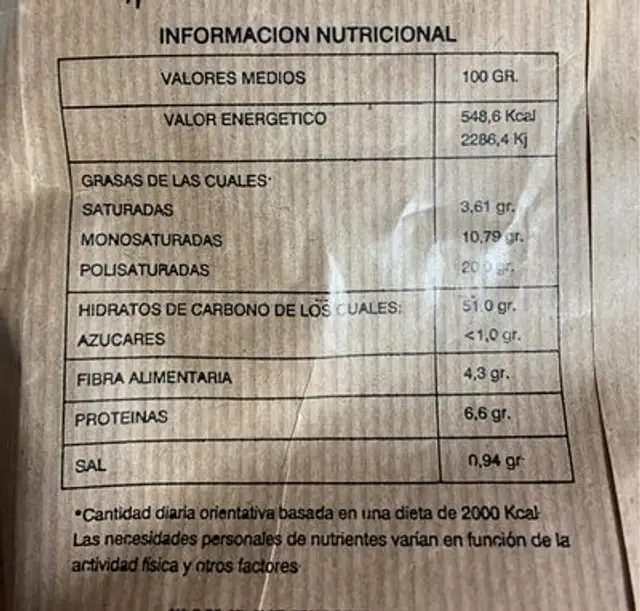 INFORMACION NUTRICIONAL
VALORES MEDIOS 100 GR.
VALOR ENERGETICO 548,6 Kcal
2286,4 Kj
GRASAS DE LAS CUALES:
SATURADAS 3,61 gr.
MONOSATURADAS 10,79 gr.
POLISATURADAS gr.
HIDRATOS DE CARBONO DE LOS CUALES: 51.0 gr.
AZUCARES <1,0 gr.
FIBRA ALIMENTARIA 4,3 gr.
PROTEINAS 6,6 gr.
SAL 0,94 gr
*Cantidad diaria orientativa basada en una dieta de 2000 Kcal
Las necesidades personales de nutrientes varían en función de la
actividad física y otros factores